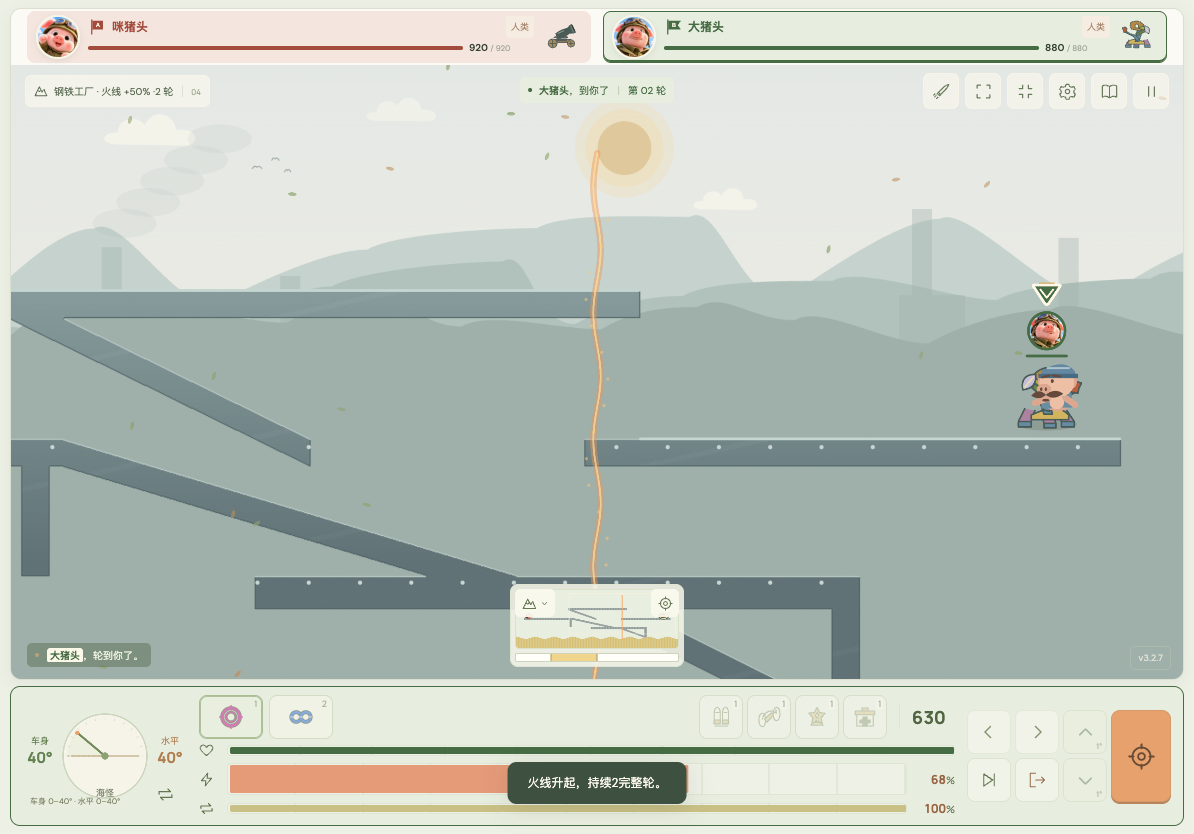 咪猪头
人类
920 / 920
大猪头
人类
880 / 880
钢铁工厂 · 火线 +50% ·2 轮
04
大猪头，到你了
第 02 轮
大猪头，轮到你了。
v3.2.7
车身
40°
水平
40°
海怪
车身 0–40° · 水平 0–40°
1
2
1
1
1
1
630
68%
100%
火线升起，持续2完整轮。
1°
1°